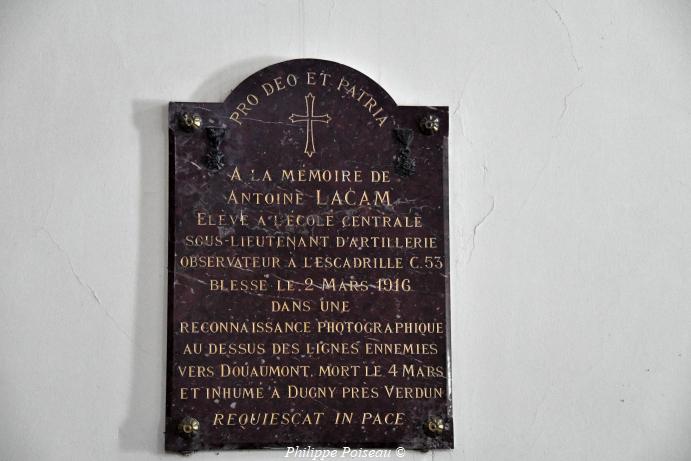 PRO DEO ET PATRIA
A LA MÉMOIRE DE
ANTOINE LACAM
ELÈVE A L'ÉCOLE CENTRALE
SOUS-LIEUTENANT D'ARTILLERIE
OBSERVATEUR À L'ESCADRILLE C.53
BLESSÉ LE 2 MARS 1916
DANS UNE
RECONNAISSANCE PHOTOGRAPHIQUE
AU DESSUS DES LIGNES ENNEMIES
VERS DOUAUMONT, MORT LE 4 MARS
ET INHUMÉ À DUGNY PRÈS VERDUN
REQUIESCAT IN PACE
Philippe Poiseau ©